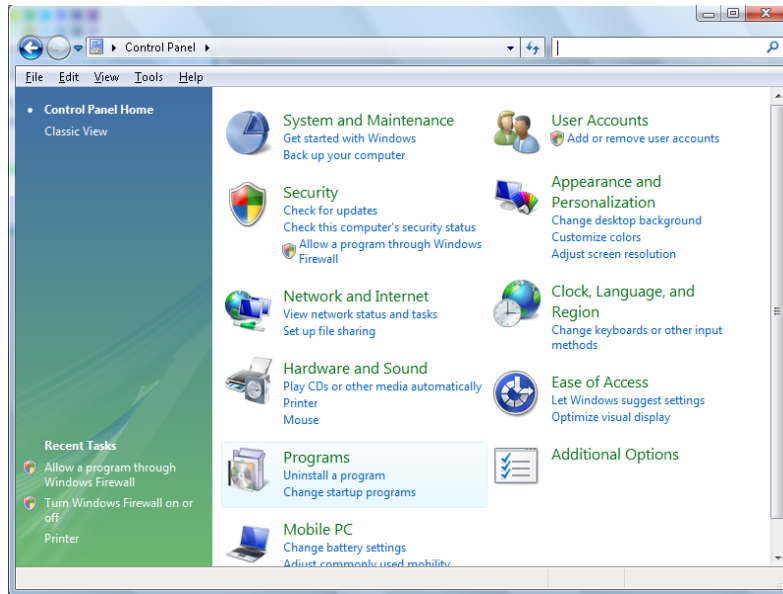 Control Panel
File Edit View Tools Help
Control Panel Home
Classic View
Recent Tasks
Allow a program through
Windows Firewall
Turn Windows Firewall on or
off
Printer
System and Maintenance
Get started with Windows
Back up your computer
Security
Check for updates
Check this computer's security status
Allow a program through Windows
Firewall
Network and Internet
View network status and tasks
Set up file sharing
Hardware and Sound
Play CDs or other media automatically
Printer
Mouse
Programs
Uninstall a program
Change startup programs
Mobile PC
Change battery settings
Adjust commonly used mobility
User Accounts
Add or remove user accounts
Appearance and
Personalization
Change desktop background
Customize colors
Adjust screen resolution
Clock, Language, and
Region
Change keyboards or other input
methods
Ease of Access
Let Windows suggest settings
Optimize visual display
Additional Options